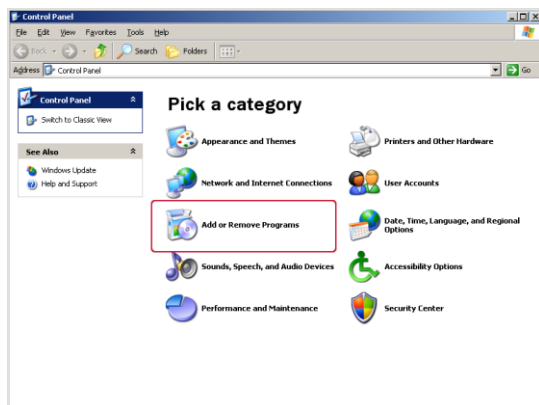 Control Panel
File Edit View Favorites Tools Help
Back Search Folders
Address Control Panel Go
Control Panel
Switch to Classic View
See Also
Windows Update
Help and Support
Pick a category
Appearance and Themes
Printers and Other Hardware
Network and Internet Connections
User Accounts
Add or Remove Programs
Date, Time, Language, and Regional
Options
Sounds, Speech, and Audio Devices
Accessibility Options
Performance and Maintenance
Security Center